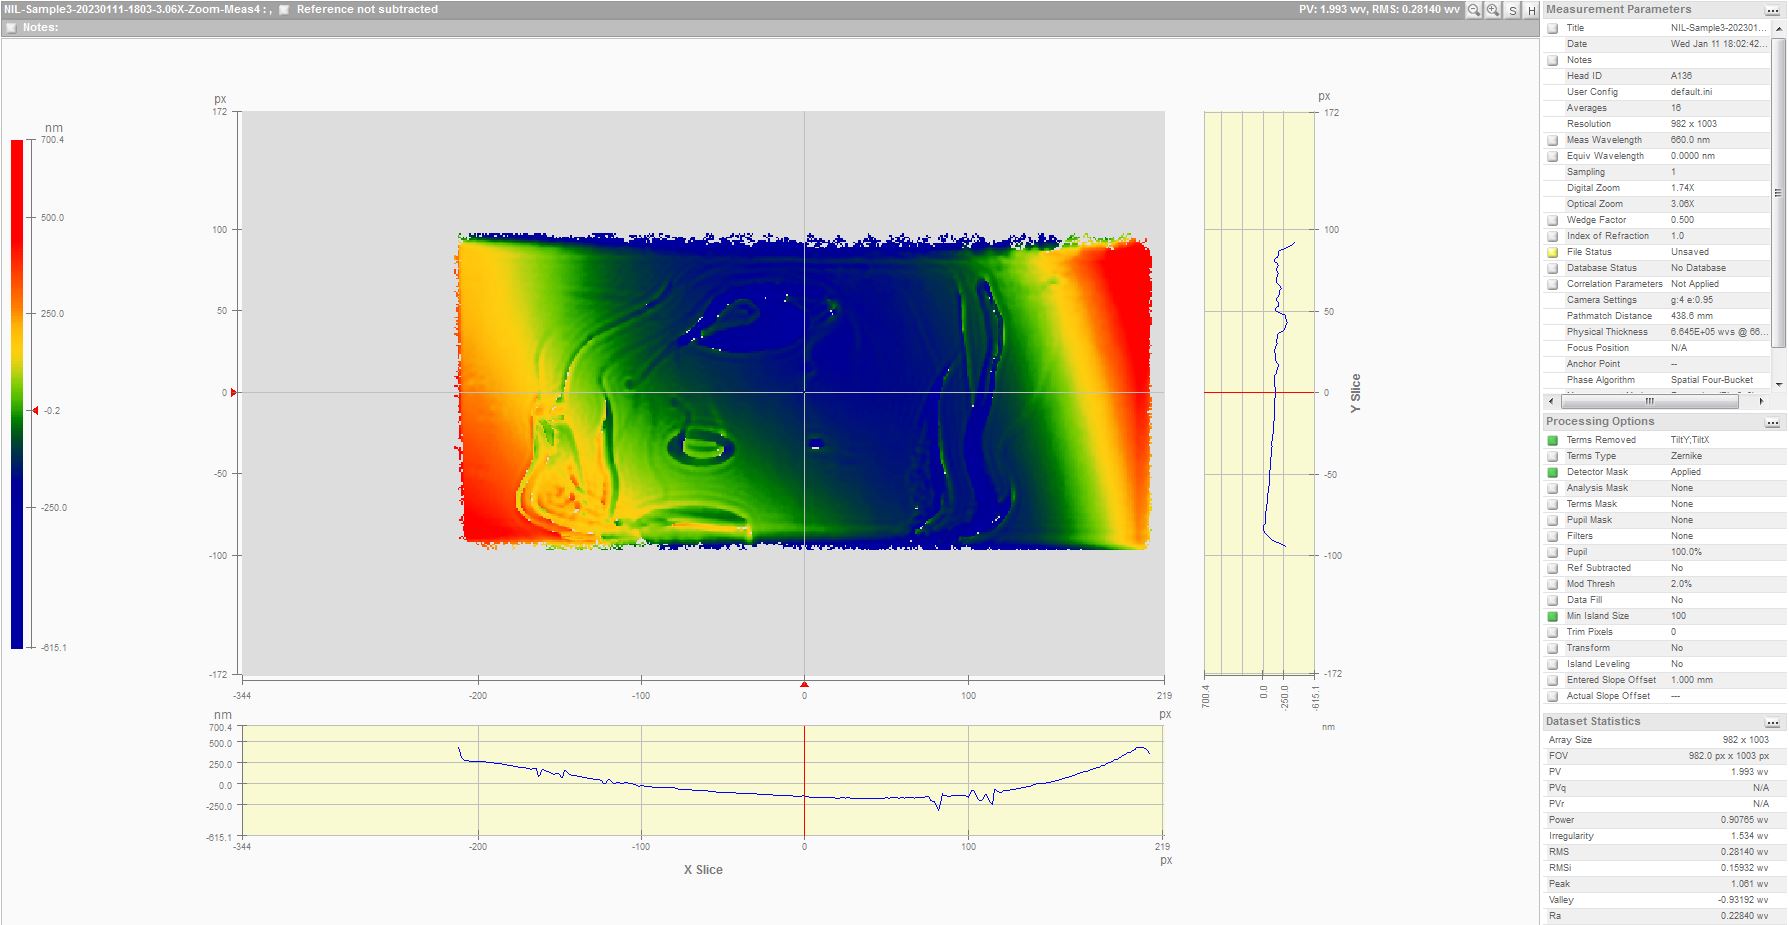 NIL-Sample3-20230111-1803-3.06X-Zoom-Meas4 : , Reference not subtracted PV: 1.993 wv, RMS: 0.28140 wv S H
Notes:
nm
700.4
500.0
250.0
-0.2
-250.0
-615.1
px
172
100
50
0
-50
-100
-172
-344 -200 -100 0 100 219
px
px
172
100
50
0
-50
-100
-172
Y Slice
700.4 0.0 -250.0 -615.1
nm
nm
700.4
500.0
250.0
0.0
-250.0
-615.1
-344 -200 -100 0 100 219
px
X Slice
Measurement Parameters ...
Title NIL-Sample3-202301...
Date Wed Jan 11 18:02:42...
Notes
Head ID A136
User Config default.ini
Averages 16
Resolution 982 x 1003
Meas Wavelength 660.0 nm
Equiv Wavelength 0.0000 nm
Sampling 1
Digital Zoom 1.74X
Optical Zoom 3.06X
Wedge Factor 0.500
Index of Refraction 1.0
File Status Unsaved
Database Status No Database
Correlation Parameters Not Applied
Camera Settings g:4 e:0.95
Pathmatch Distance 438.6 mm
Physical Thickness 6.645E+05 wvs @ 66...
Focus Position N/A
Anchor Point --
Phase Algorithm Spatial Four-Bucket
Processing Options ...
Terms Removed TiltY;TiltX
Terms Type Zernike
Detector Mask Applied
Analysis Mask None
Terms Mask None
Pupil Mask None
Filters None
Pupil 100.0%
Ref Subtracted No
Mod Thresh 2.0%
Data Fill No
Min Island Size 100
Trim Pixels 0
Transform No
Island Leveling No
Entered Slope Offset 1.000 mm
Actual Slope Offset ---
Dataset Statistics ...
Array Size 982 x 1003
FOV 982.0 px x 1003 px
PV 1.993 wv
PVq N/A
PVr N/A
Power 0.90765 wv
Irregularity 1.534 wv
RMS 0.28140 wv
RMSi 0.15932 wv
Peak 1.061 wv
Valley -0.93192 wv
Ra 0.22840 wv